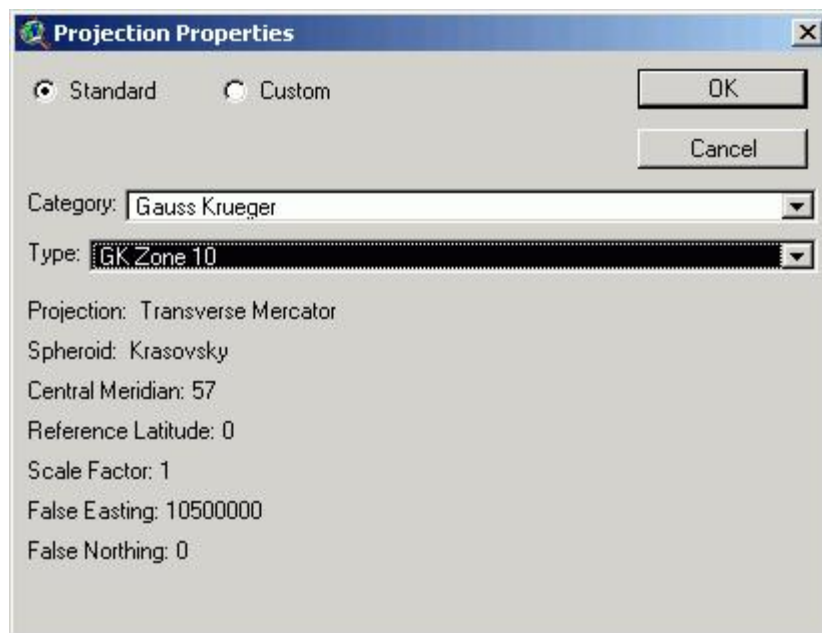 Projection Properties
Standard Custom OK
Cancel
Category: Gauss Krueger
Type: GK Zone 10
Projection: Transverse Mercator
Spheroid: Krasovsky
Central Meridian: 57
Reference Latitude: 0
Scale Factor: 1
False Easting: 10500000
False Northing: 0